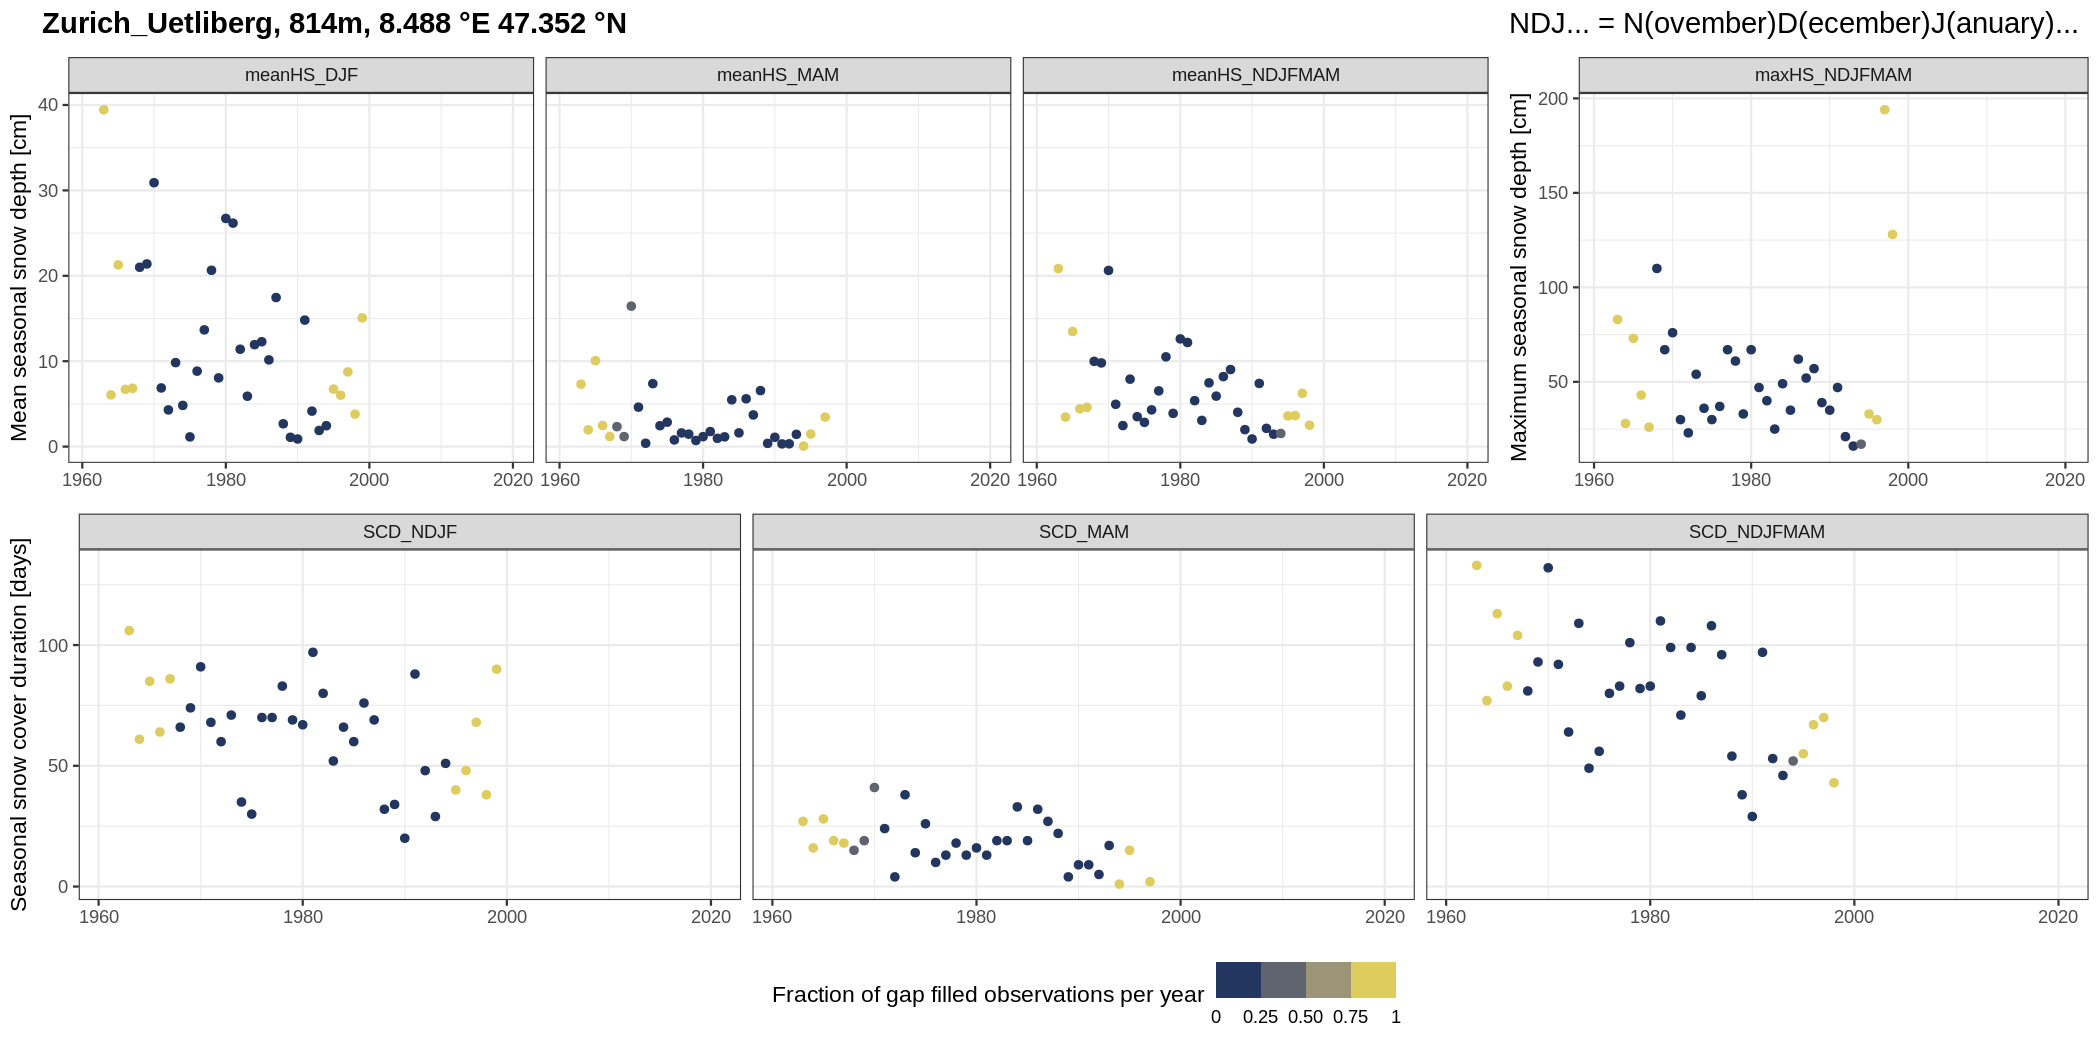 Zurich_Uetliberg, 814m, 8.488 °E 47.352 °N
NDJ... = N(ovember)D(ecember)J(anuary)...
meanHS_DJF
meanHS_MAM
meanHS_NDJFMAM
maxHS_NDJFMAM
Mean seasonal snow depth [cm]
40
30
20
10
0
1960 1980 2000 2020
1960 1980 2000 2020
1960 1980 2000 2020
Maximum seasonal snow depth [cm]
200
150
100
50
1960 1980 2000 2020
SCD_NDJF
SCD_MAM
SCD_NDJFMAM
Seasonal snow cover duration [days]
100
50
0
1960 1980 2000 2020
1960 1980 2000 2020
1960 1980 2000 2020
Fraction of gap filled observations per year
0 0.25 0.50 0.75 1